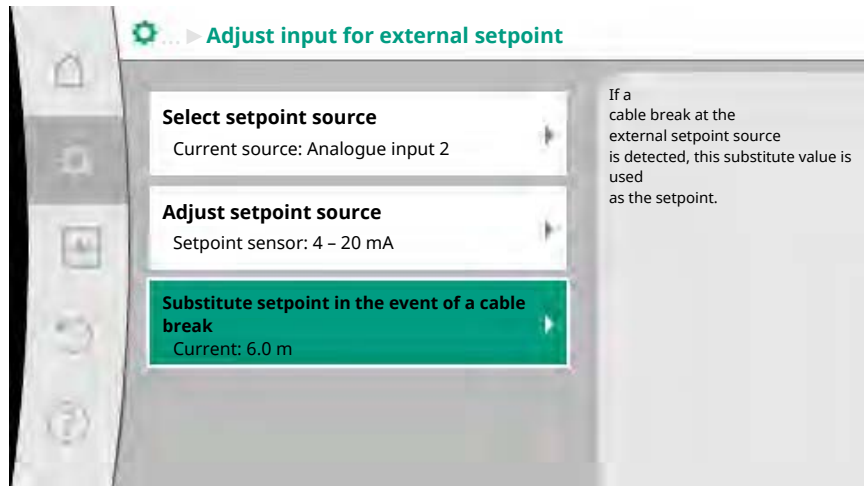 ... ▶ Adjust input for external setpoint
Select setpoint source
Current source: Analogue input 2
Adjust setpoint source
Setpoint sensor: 4 – 20 mA
Substitute setpoint in the event of a cable
break
Current: 6.0 m
If a
cable break at the
external setpoint source
is detected, this substitute value is
used
as the setpoint.